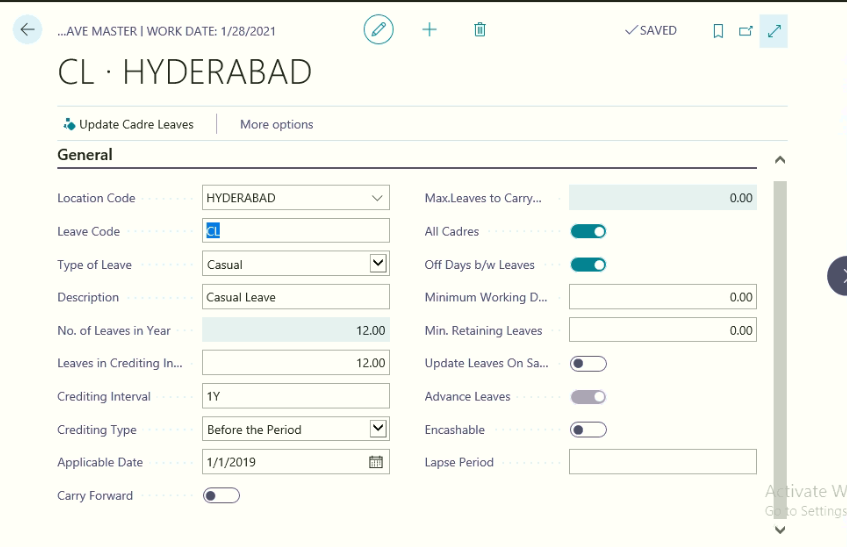 ...AVE MASTER | WORK DATE: 1/28/2021
SAVED
CL · HYDERABAD
Update Cadre Leaves
More options
General
Location Code
HYDERABAD
Leave Code
CL
Type of Leave
Casual
Description
Casual Leave
No. of Leaves in Year
12.00
Leaves in Crediting In...
12.00
Crediting Interval
1Y
Crediting Type
Before the Period
Applicable Date
1/1/2019
Carry Forward
Max.Leaves to Carry...
0.00
All Cadres
Off Days b/w Leaves
Minimum Working D...
0.00
Min. Retaining Leaves
0.00
Update Leaves On Sa...
Advance Leaves
Encashable
Lapse Period
Activate W
Go to Settings